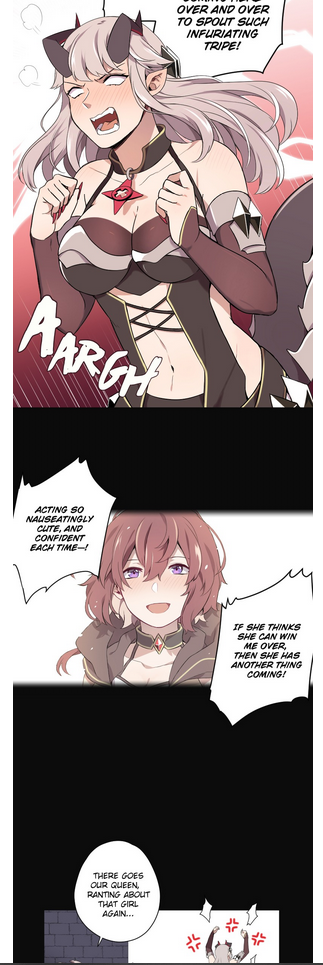 OVER AND OVER
TO SPOUT SUCH
INFURIATING
TRIPE!
AARGH
ACTING SO
NAUSEATINGLY
CUTE, AND
CONFIDENT
EACH TIME—!
IF SHE THINKS
SHE CAN WIN
ME OVER,
THEN SHE HAS
ANOTHER THING
COMING!
THERE GOES
OUR QUEEN,
RANTING ABOUT
THAT GIRL
AGAIN...